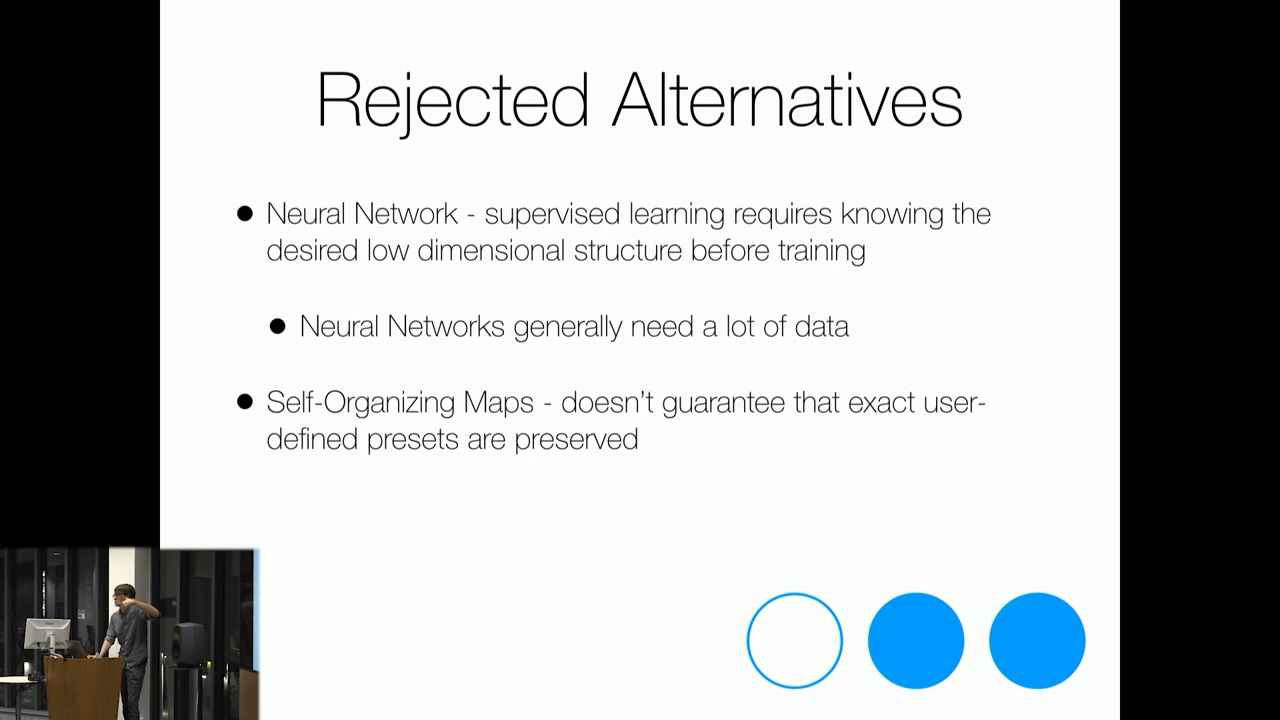 Rejected Alternatives
● Neural Network - supervised learning requires knowing the
desired low dimensional structure before training
● Neural Networks generally need a lot of data
● Self-Organizing Maps - doesn't guarantee that exact user-
defined presets are preserved